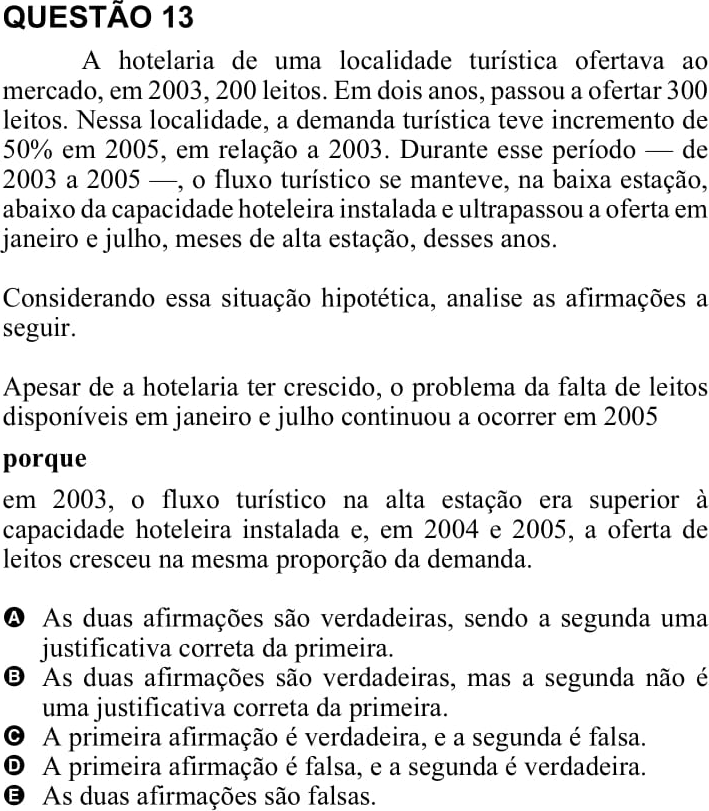 QUESTÃO 13
A hotelaria de uma localidade turística ofertava ao
mercado, em 2003, 200 leitos. Em dois anos, passou a ofertar 300
leitos. Nessa localidade, a demanda turística teve incremento de
50% em 2005, em relação a 2003. Durante esse período — de
2003 a 2005 —, o fluxo turístico se manteve, na baixa estação,
abaixo da capacidade hoteleira instalada e ultrapassou a oferta em
janeiro e julho, meses de alta estação, desses anos.
Considerando essa situação hipotética, analise as afirmações a
seguir.
Apesar de a hotelaria ter crescido, o problema da falta de leitos
disponíveis em janeiro e julho continuou a ocorrer em 2005
porque
em 2003, o fluxo turístico na alta estação era superior à
capacidade hoteleira instalada e, em 2004 e 2005, a oferta de
leitos cresceu na mesma proporção da demanda.
A As duas afirmações são verdadeiras, sendo a segunda uma
justificativa correta da primeira.
B As duas afirmações são verdadeiras, mas a segunda não é
uma justificativa correta da primeira.
C A primeira afirmação é verdadeira, e a segunda é falsa.
D A primeira afirmação é falsa, e a segunda é verdadeira.
E As duas afirmações são falsas.